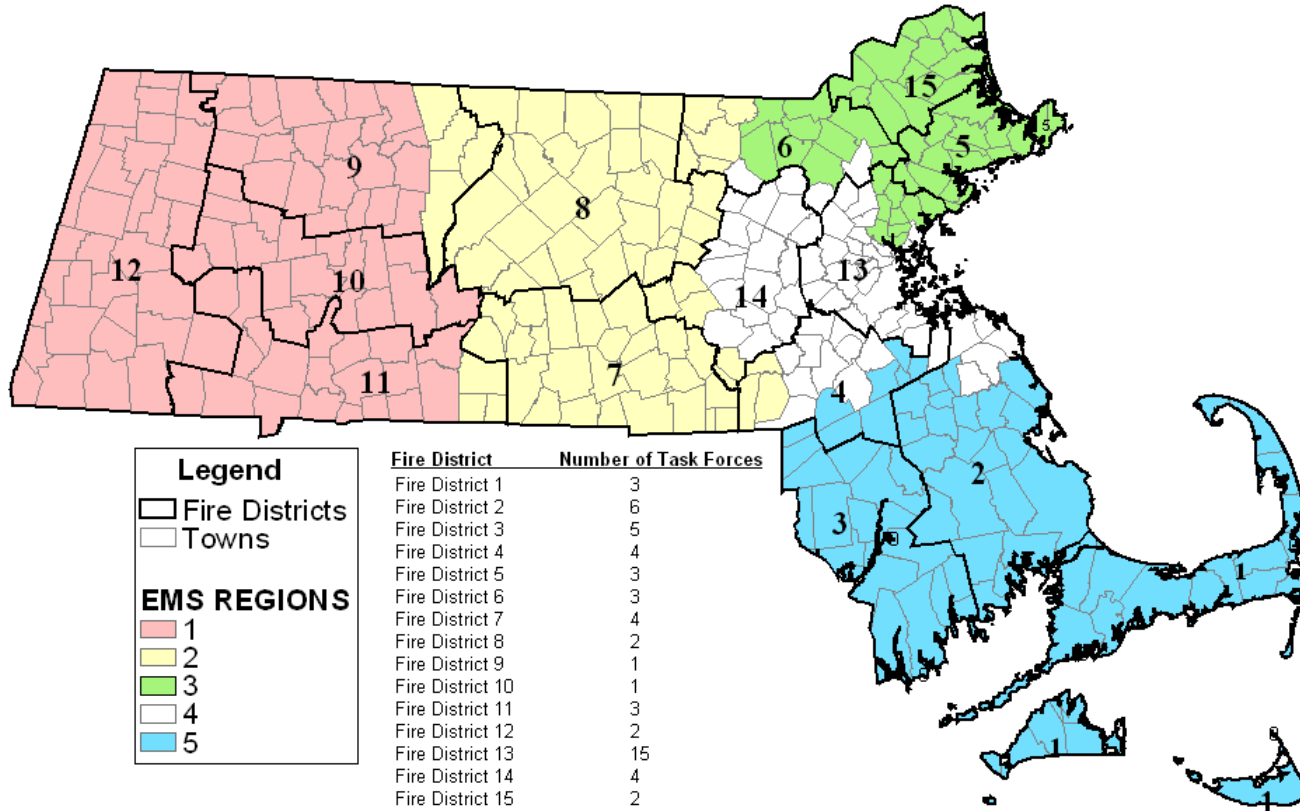 15
5
5
6
9
8
13
12
10
14
7
11
4
2
3
1
1
1
Legend
Fire Districts
Towns
EMS REGIONS
1
2
3
4
5
Fire District Number of Task Forces
Fire District 1 3
Fire District 2 6
Fire District 3 5
Fire District 4 4
Fire District 5 3
Fire District 6 3
Fire District 7 4
Fire District 8 2
Fire District 9 1
Fire District 10 1
Fire District 11 3
Fire District 12 2
Fire District 13 15
Fire District 14 4
Fire District 15 2